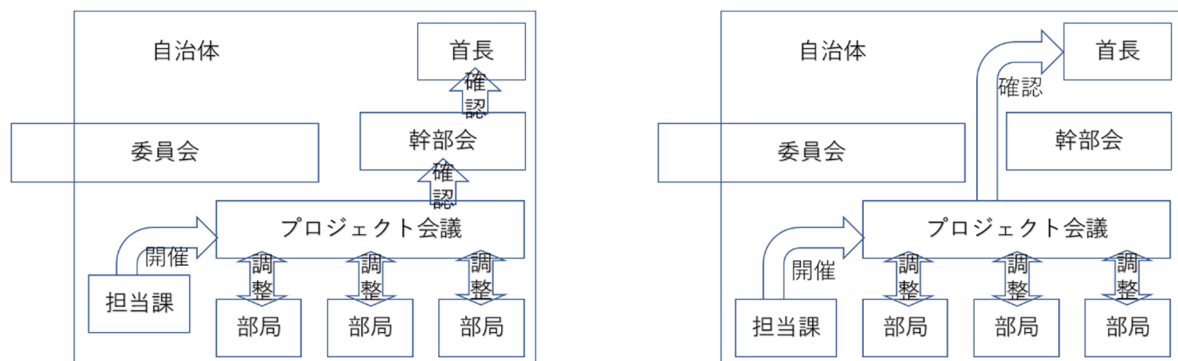 自治体
首長
確認
委員会
幹部会
確認
プロジェクト会議
開催
調整
調整
調整
担当課
部局
部局
部局
自治体
首長
確認
委員会
幹部会
プロジェクト会議
開催
調整
調整
調整
担当課
部局
部局
部局